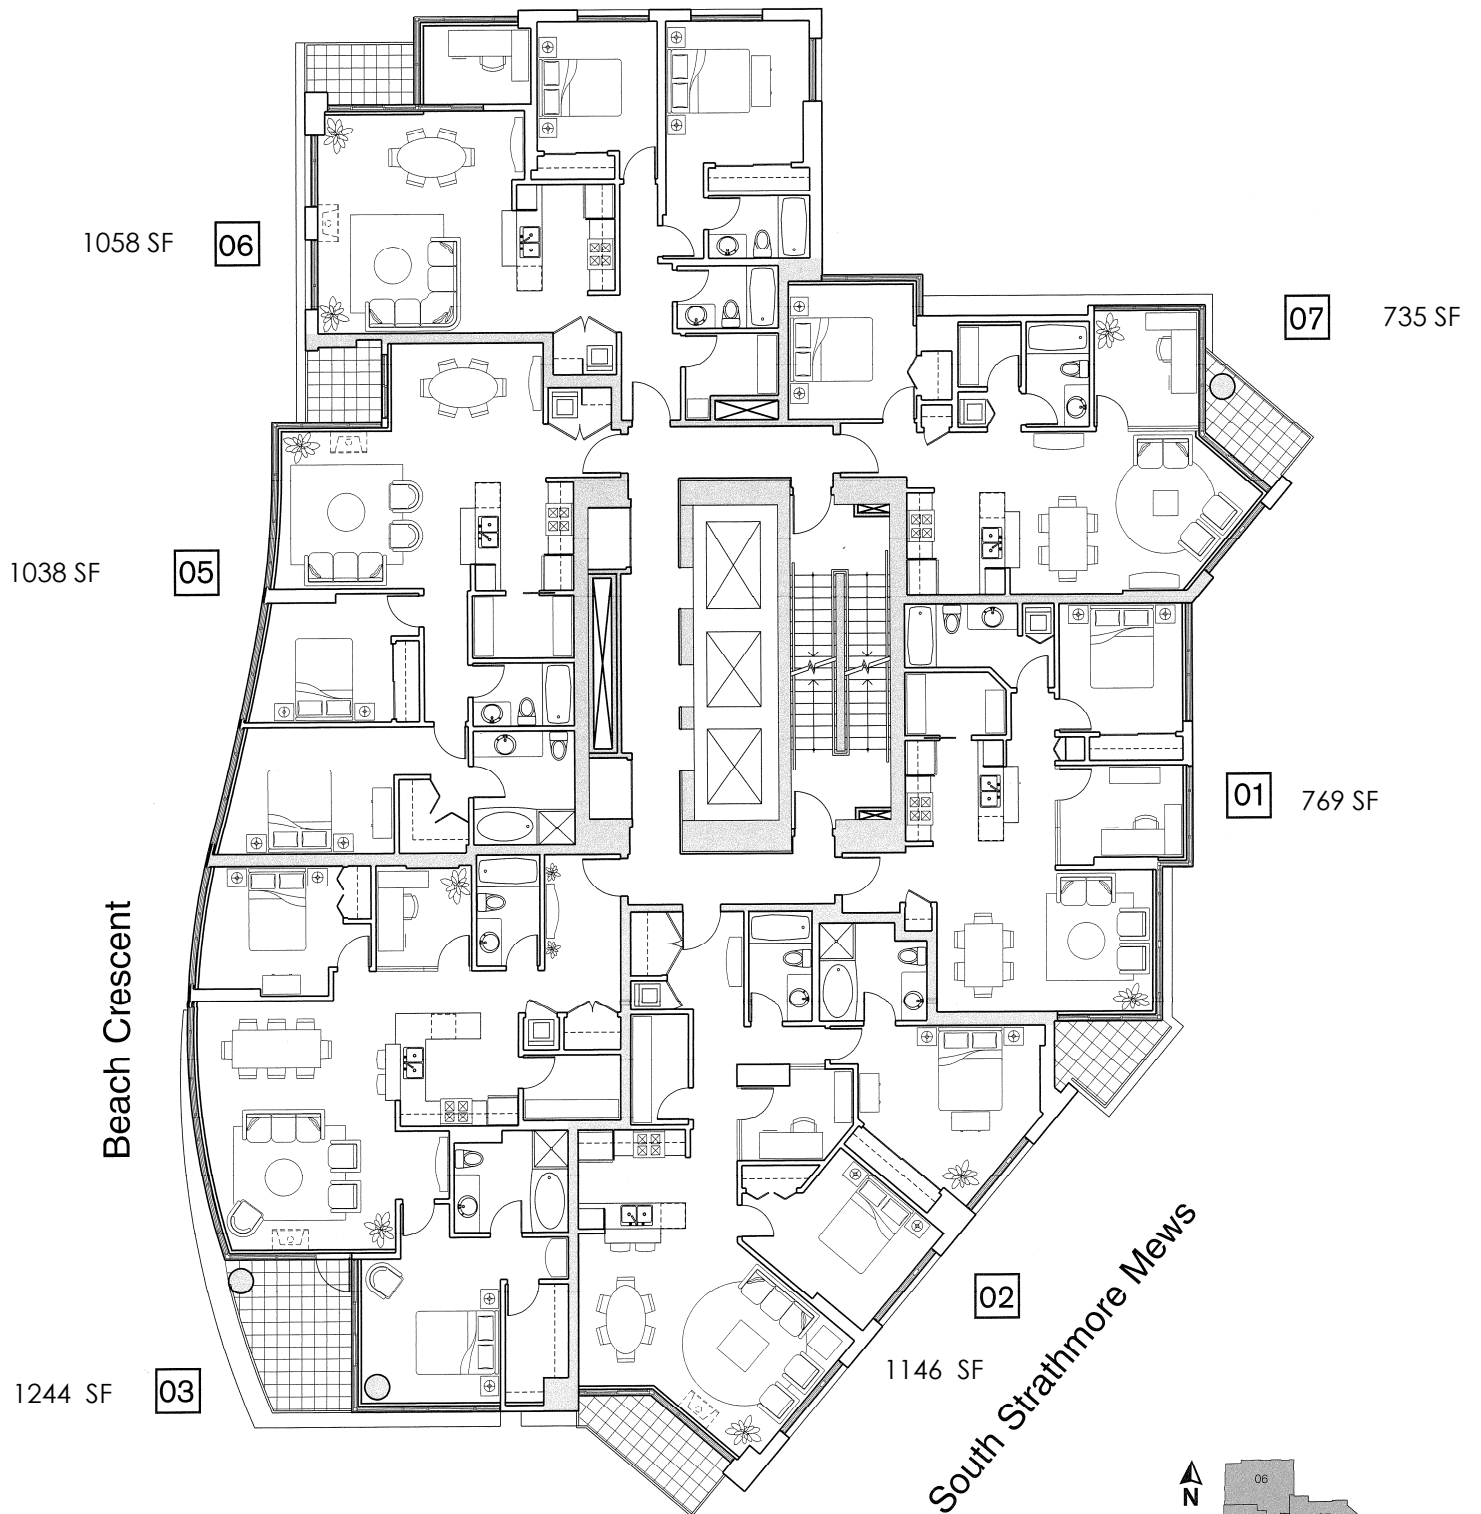 1058 SF
06
07
735 SF
1038 SF
05
01
769 SF
Beach Crescent
02
1146 SF
1244 SF
03
South Strathmore Mews
N
06